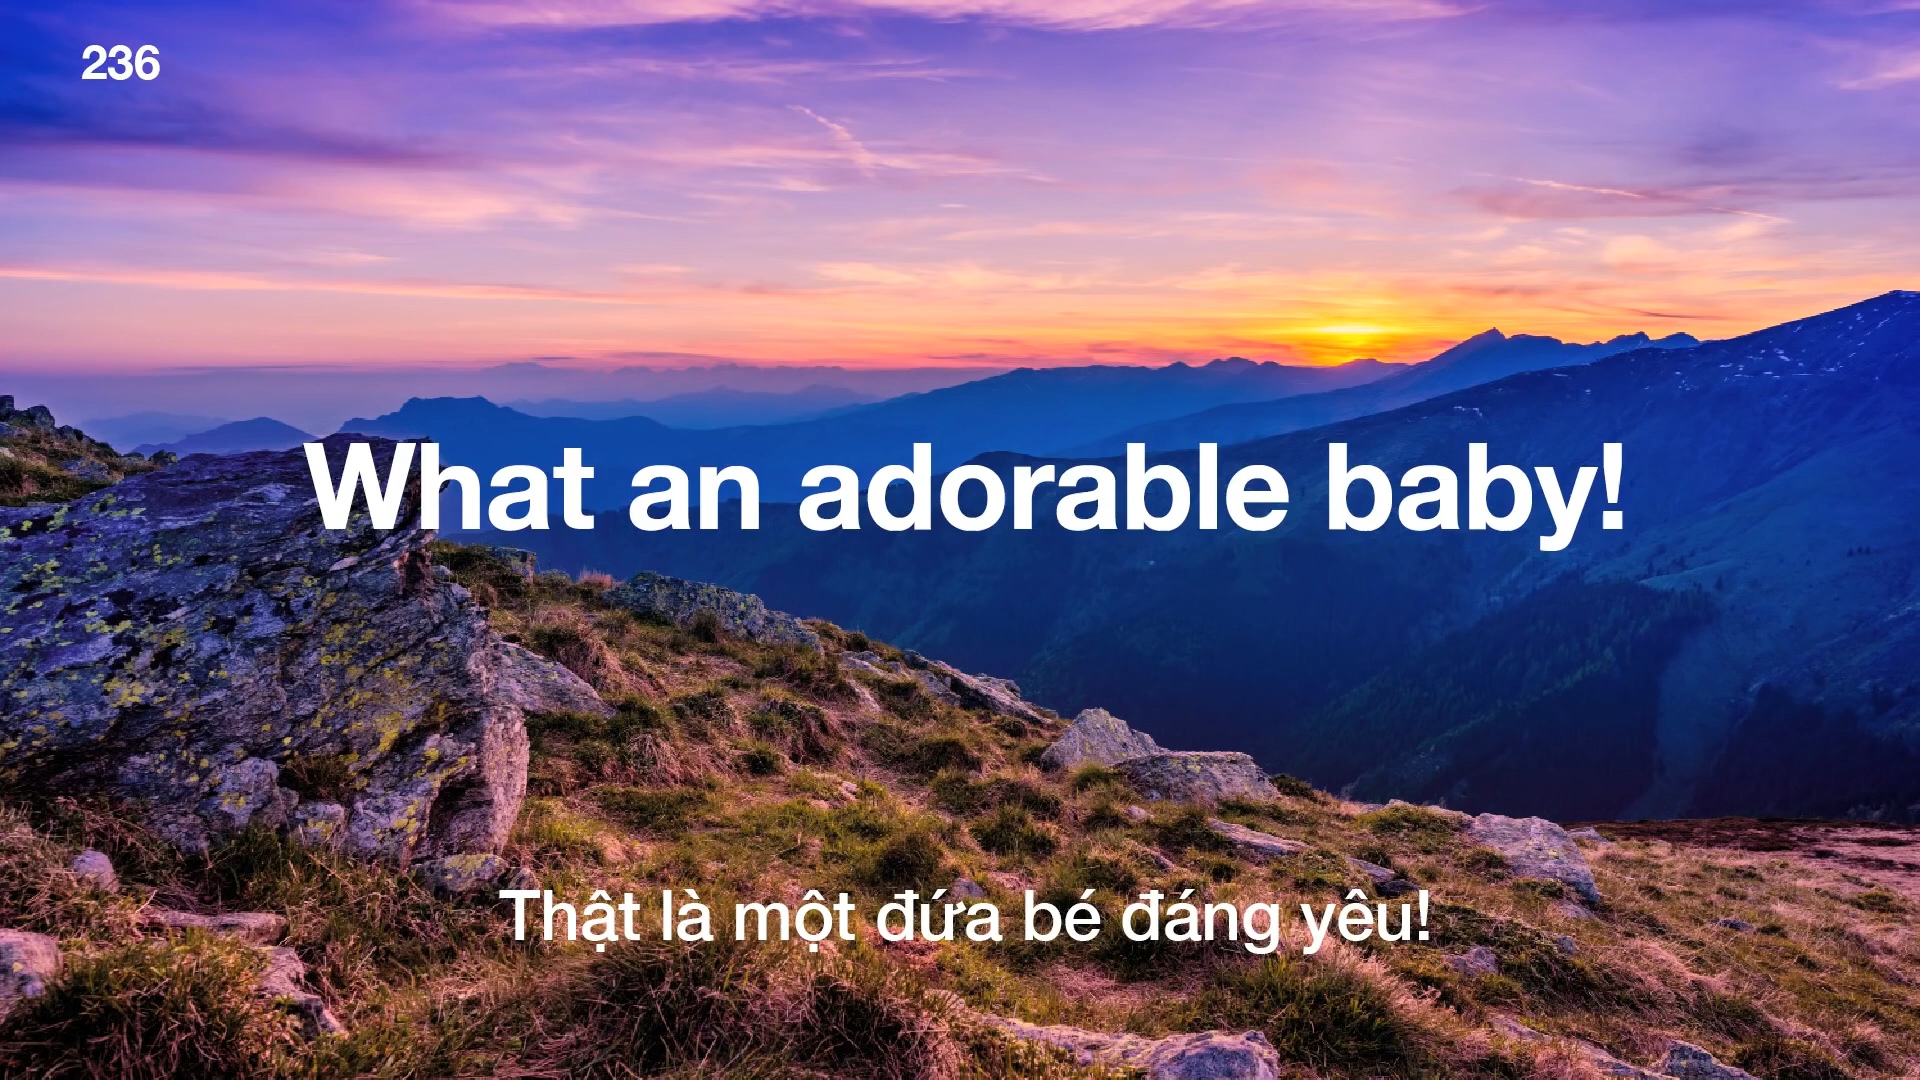 236
What an adorable baby!
Thật là một đứa bé đáng yêu!